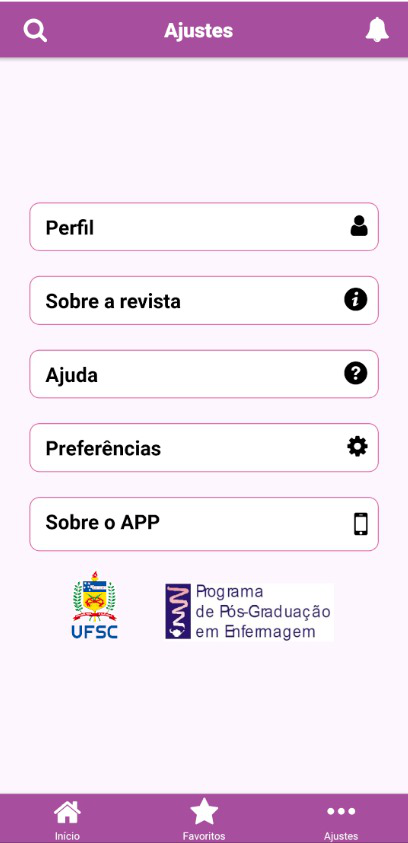 Ajustes
Perfil
Sobre a revista
Ajuda
Preferências
Sobre o APP
UFSC
Programa
de Pós-Graduação
em Enfermagem
Início
Favoritos
Ajustes